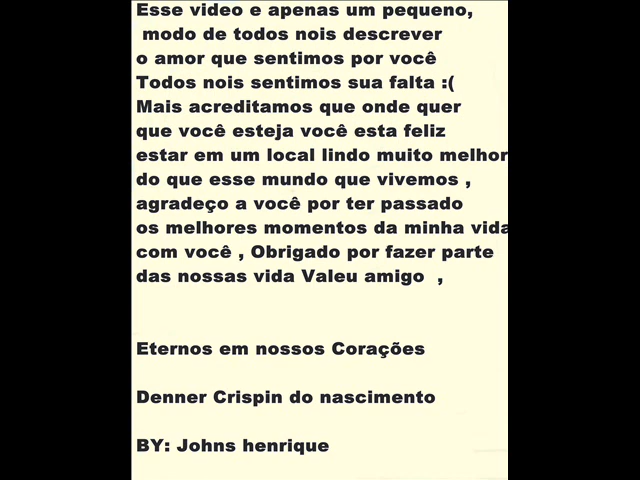 Esse video e apenas um pequeno,
modo de todos nois descrever
o amor que sentimos por você
Todos nois sentimos sua falta :(
Mais acreditamos que onde quer
que você esteja você esta feliz
estar em um local lindo muito melhor
do que esse mundo que vivemos ,
agradeço a você por ter passado
os melhores momentos da minha vida
com você , Obrigado por fazer parte
das nossas vida Valeu amigo ,
Eternos em nossos Corações
Denner Crispin do nascimento
BY: Johns henrique